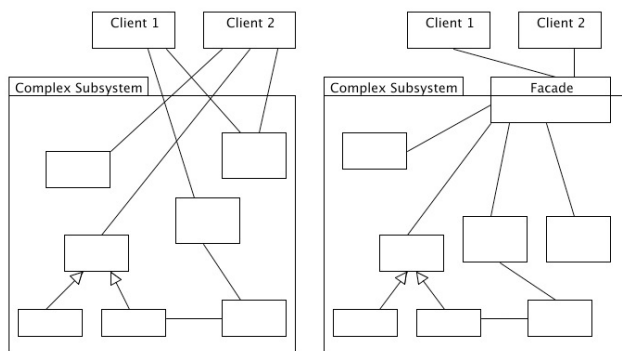 Client 1
Client 2
Complex Subsystem
Client 1
Client 2
Complex Subsystem
Facade